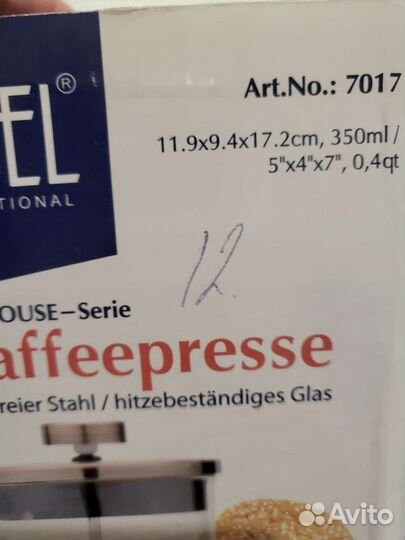 EL®
TIONAL
Art.No.: 7017
11.9x9.4x17.2cm, 350ml /
5"x4"x7", 0,4qt
12.
OUSE–Serie
affeepresse
reier Stahl / hitzebeständiges Glas
Avito